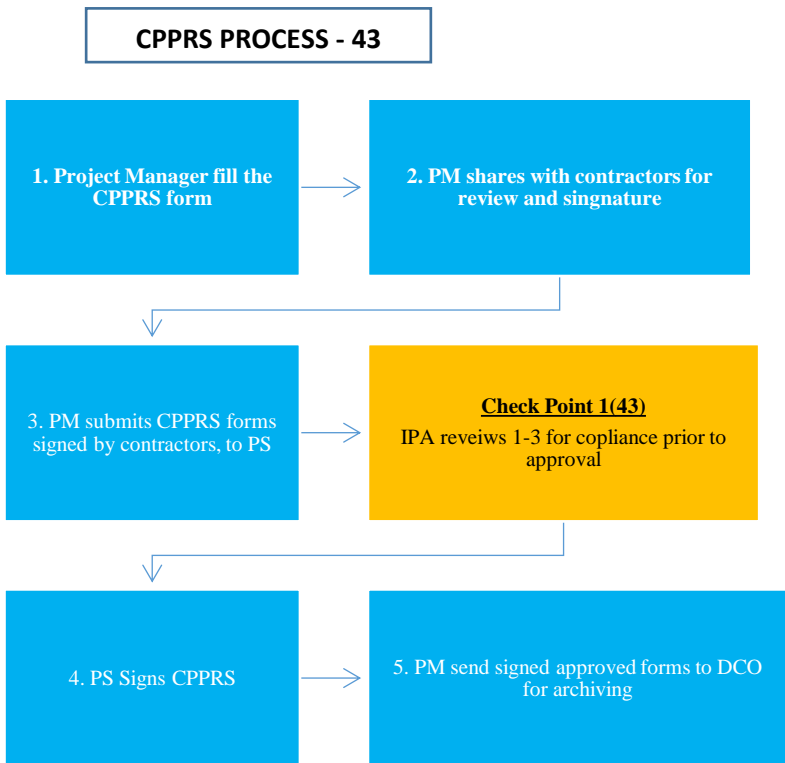 CPPRS PROCESS - 43
1. Project Manager fill the
CPPRS form
2. PM shares with contractors for
review and singnature
3. PM submits CPPRS forms
signed by contractors, to PS
Check Point 1(43)
IPA reveiws 1-3 for copliance prior to
approval
4. PS Signs CPPRS
5. PM send signed approved forms to DCO
for archiving